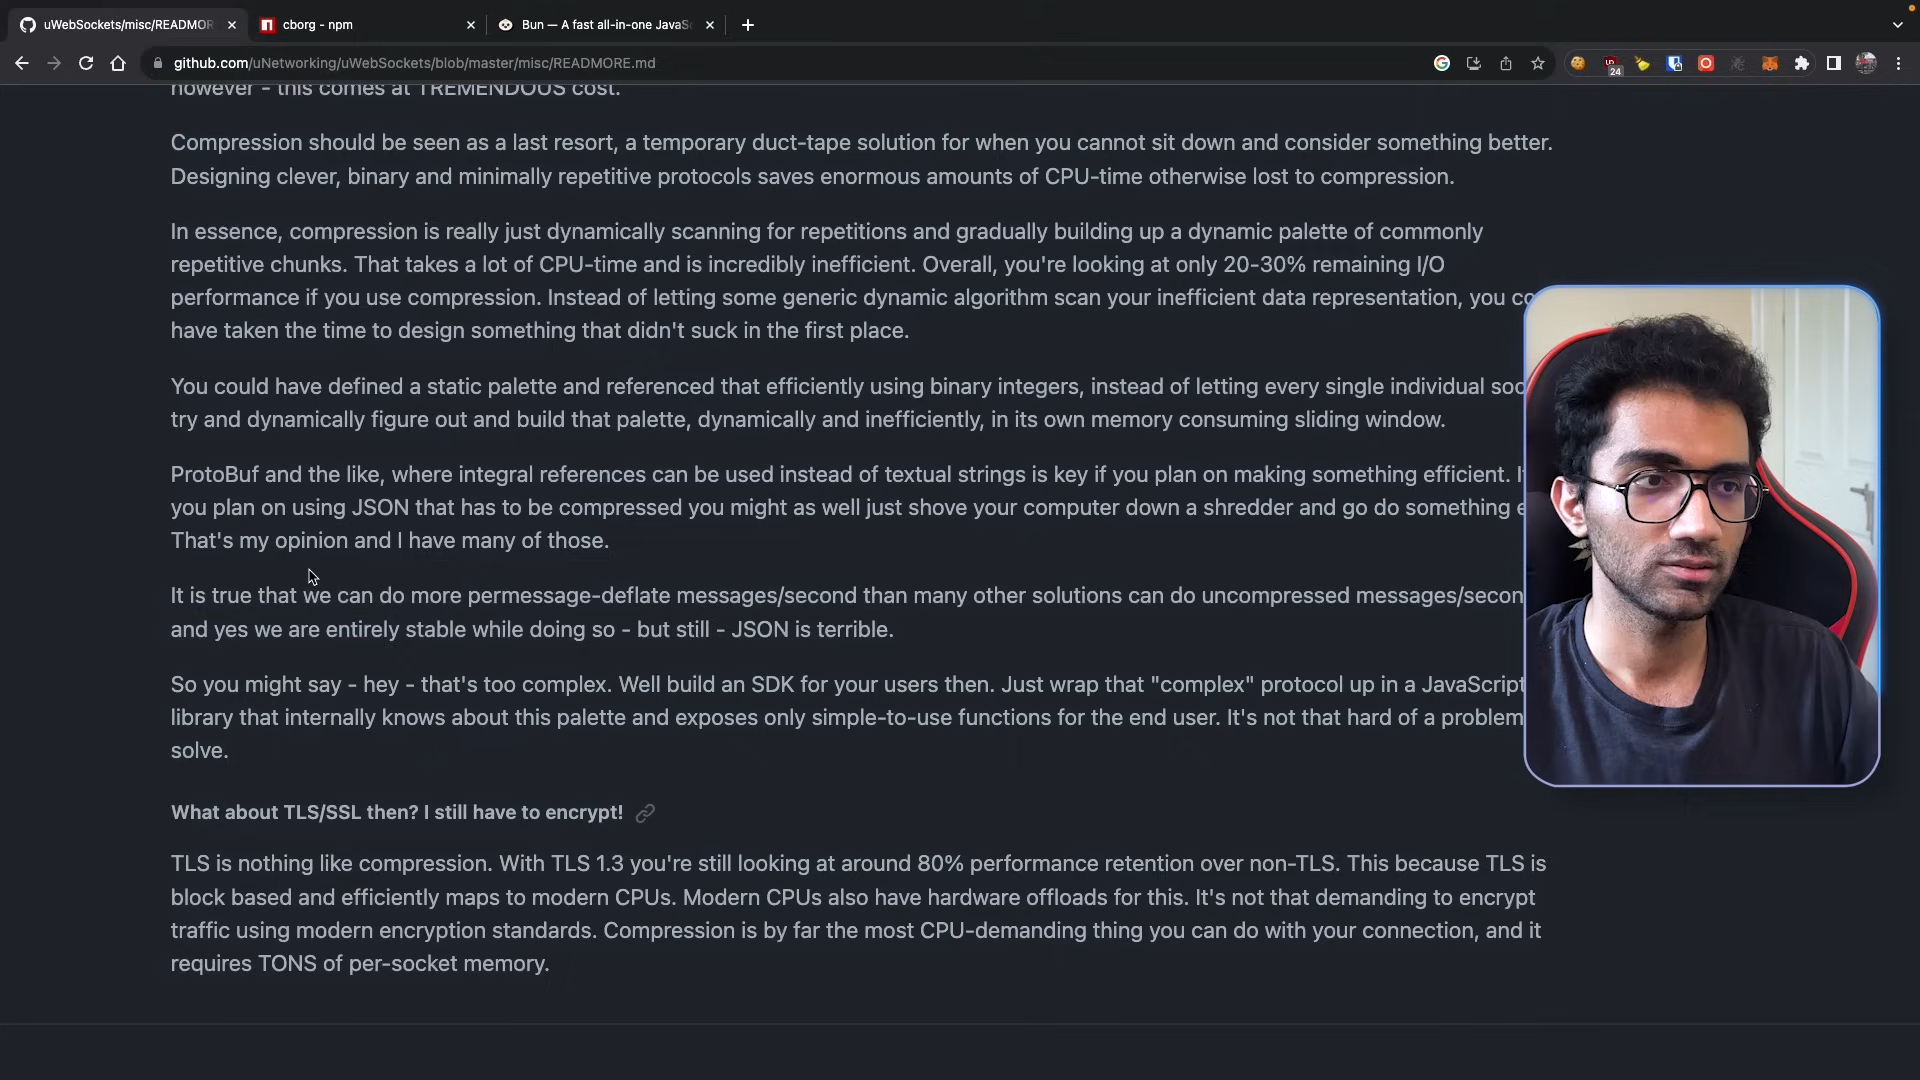 uWebSockets/misc/READMOR
cborg - npm
Bun — A fast all-in-one JavaS
github.com/uNetworking/uWebSockets/blob/master/misc/READMORE.md
24
however - this comes at TREMENDOUS cost.
Compression should be seen as a last resort, a temporary duct-tape solution for when you cannot sit down and consider something better.
Designing clever, binary and minimally repetitive protocols saves enormous amounts of CPU-time otherwise lost to compression.
In essence, compression is really just dynamically scanning for repetitions and gradually building up a dynamic palette of commonly
repetitive chunks. That takes a lot of CPU-time and is incredibly inefficient. Overall, you're looking at only 20-30% remaining I/O
performance if you use compression. Instead of letting some generic dynamic algorithm scan your inefficient data representation, you co
have taken the time to design something that didn't suck in the first place.
You could have defined a static palette and referenced that efficiently using binary integers, instead of letting every single individual soc
try and dynamically figure out and build that palette, dynamically and inefficiently, in its own memory consuming sliding window.
ProtoBuf and the like, where integral references can be used instead of textual strings is key if you plan on making something efficient. I
you plan on using JSON that has to be compressed you might as well just shove your computer down a shredder and go do something e
That's my opinion and I have many of those.
It is true that we can do more permessage-deflate messages/second than many other solutions can do uncompressed messages/secon
and yes we are entirely stable while doing so - but still - JSON is terrible.
So you might say - hey - that's too complex. Well build an SDK for your users then. Just wrap that "complex" protocol up in a JavaScript
library that internally knows about this palette and exposes only simple-to-use functions for the end user. It's not that hard of a problem
solve.
What about TLS/SSL then? I still have to encrypt!
TLS is nothing like compression. With TLS 1.3 you're still looking at around 80% performance retention over non-TLS. This because TLS is
block based and efficiently maps to modern CPUs. Modern CPUs also have hardware offloads for this. It's not that demanding to encrypt
traffic using modern encryption standards. Compression is by far the most CPU-demanding thing you can do with your connection, and it
requires TONS of per-socket memory.